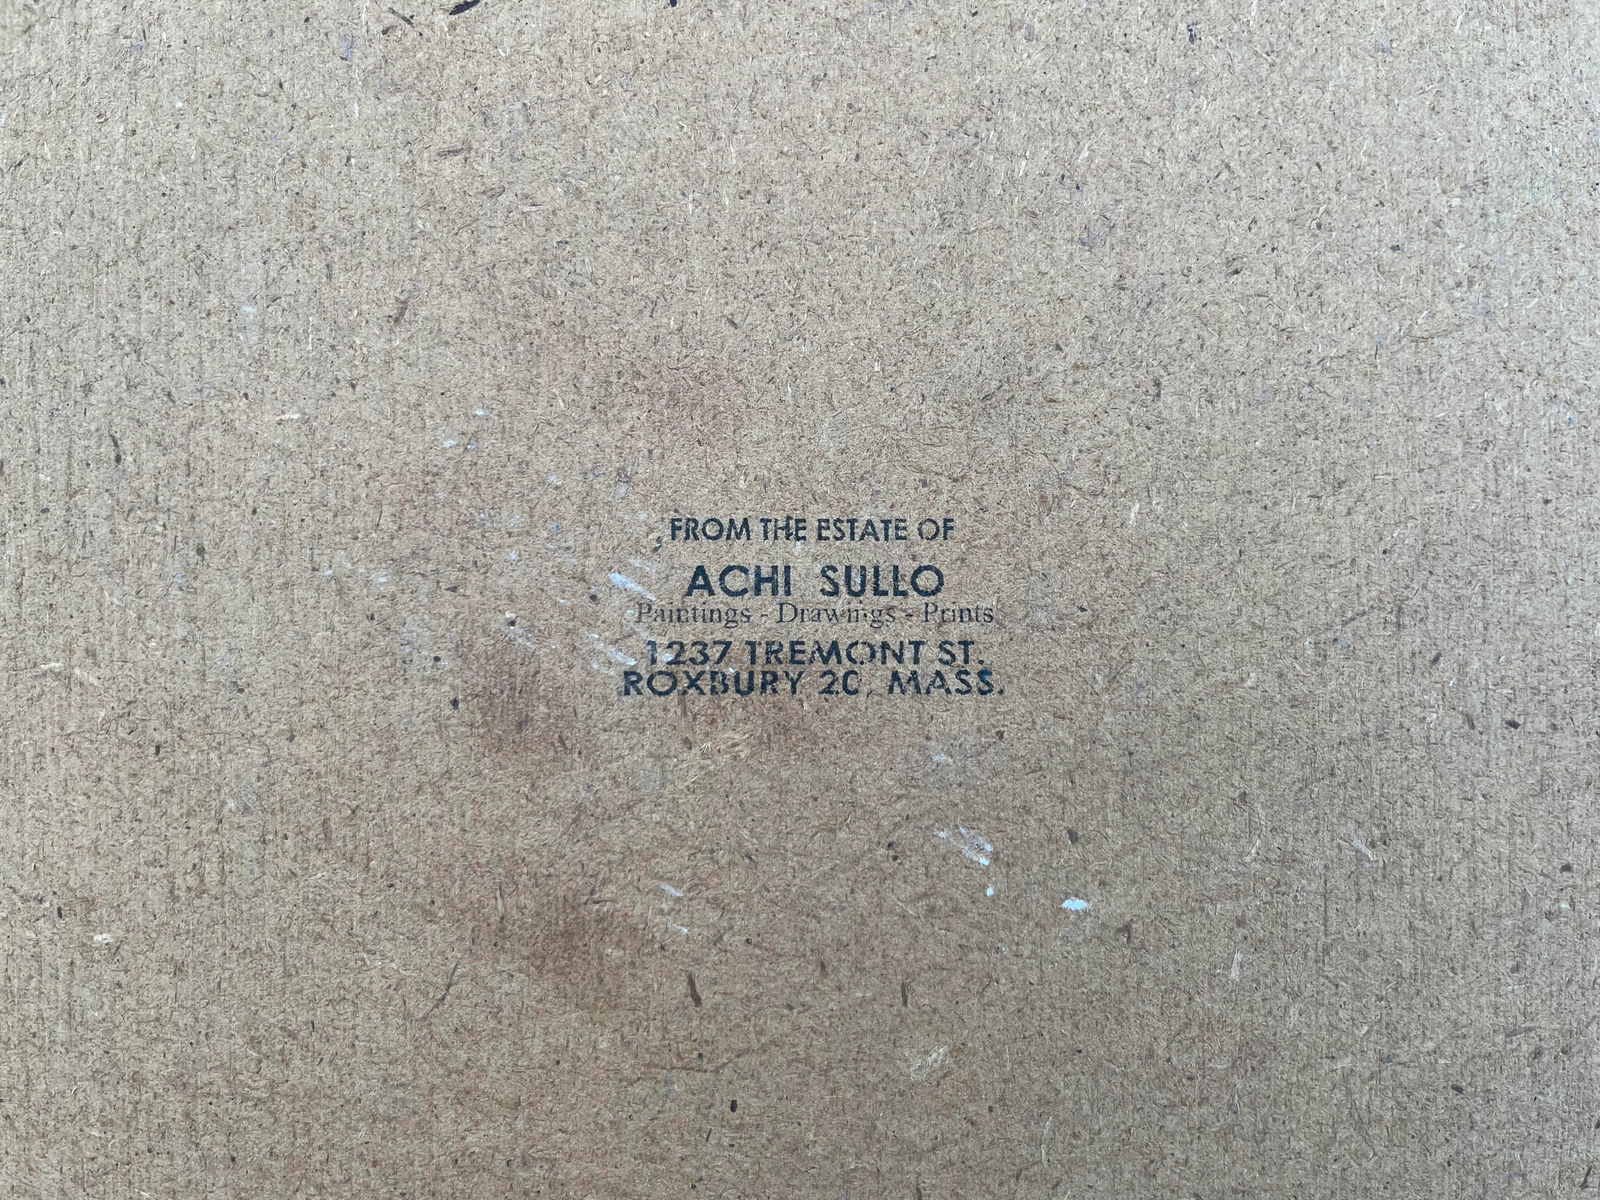 FROM THE ESTATE OF
ACHI SULLO
Paintings - Drawings - Prints
1237 TREMONT ST.
ROXBURY 20, MASS.